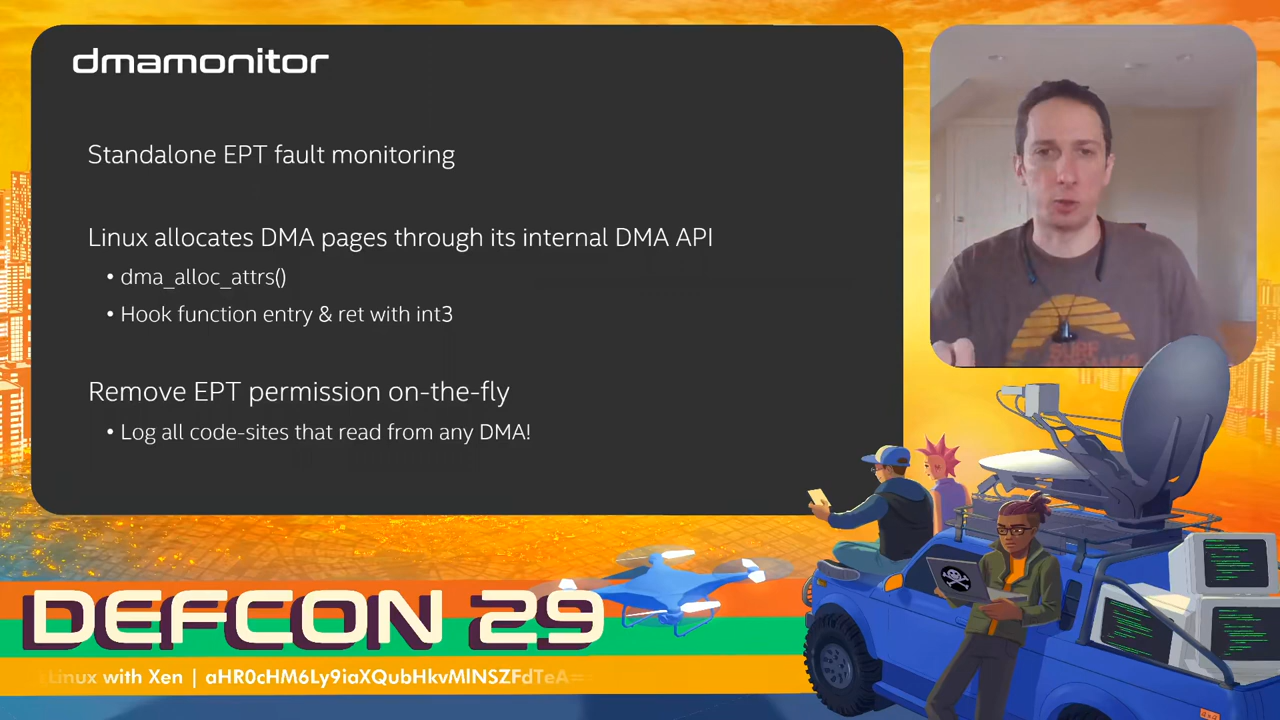 dmamonitor
Standalone EPT fault monitoring
Linux allocates DMA pages through its internal DMA API
• dma_alloc_attrs()
• Hook function entry & ret with int3
Remove EPT permission on-the-fly
• Log all code-sites that read from any DMA!
SURF
DEFCON 29
Linux with Xen | aHR0cHM6Ly9iaXQubHkvMlNSZFdTeA==